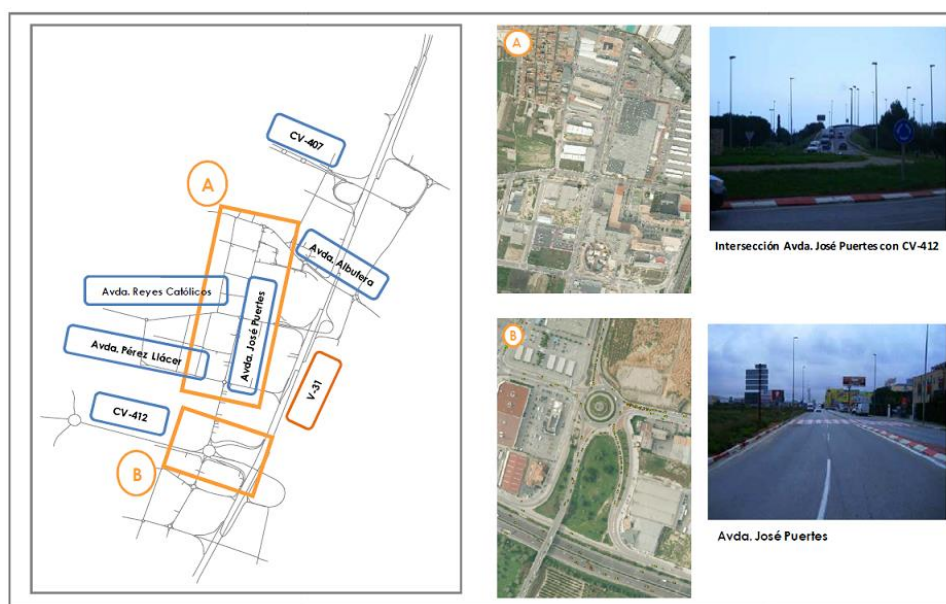 CV-407
A
Avda. Albufera
Avda. Reyes Católicos
Avda. José Puertes
Avda. Pérez Llácer
V-31
CV-412
B
A
Intersección Avda. José Puertes con CV-412
B
Avda. José Puertes